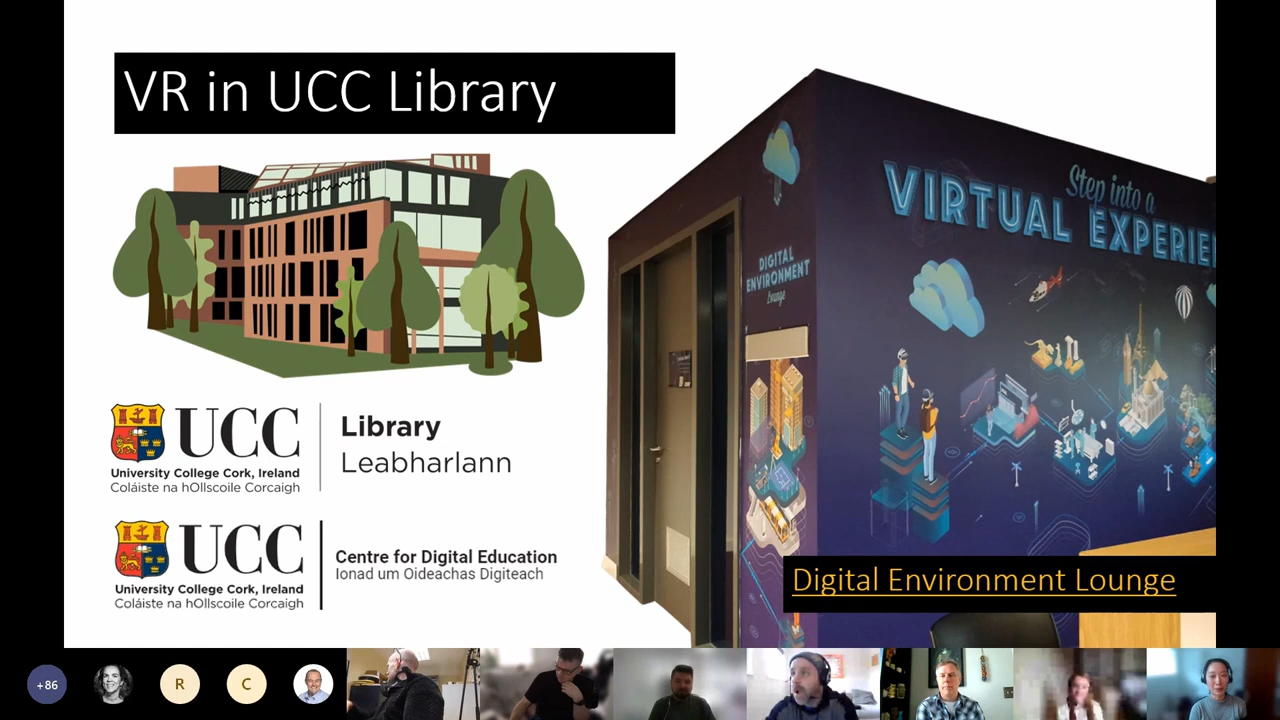 VR in UCC Library
UCC
University College Cork, Ireland
Coláiste na hOllscoile Corcaigh
Library
Leabharlann
UCC
University College Cork, Ireland
Coláiste na hOllscoile Corcaigh
Centre for Digital Education
Ionad um Oideachas Digiteach
Step into a
VIRTUAL EXPERIE
DIGITAL
ENVIRONMENT
Lounge
Digital Environment Lounge
+86
R
C